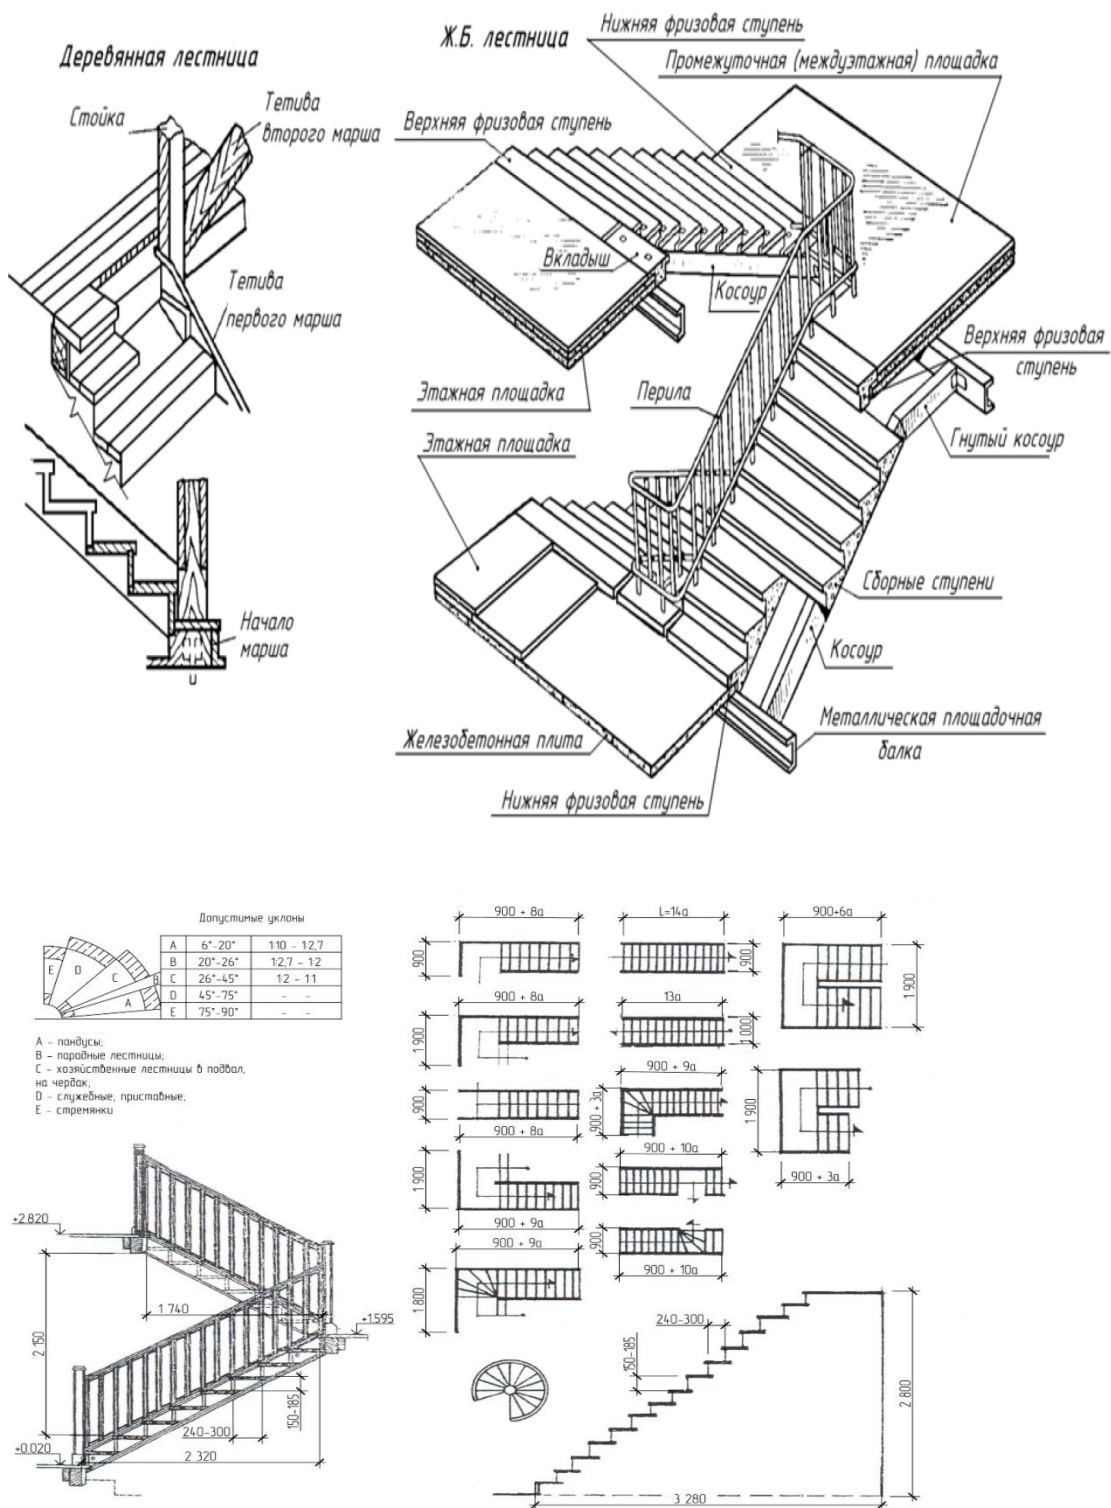 Деревянная лестница
Стойка
Тетива
второго марша
Тетива
первого марша
Начало
марша
Ж.Б. лестница
Нижняя фризовая ступень
Промежуточная (междуэтажная) площадка
Верхняя фризовая ступень
Вкладыш
Косоур
Верхняя фризовая
ступень
Этажная площадка
Перила
Гнутый косоур
Этажная площадка
Сборные ступени
Косоур
Металлическая площадочная
балка
Железобетонная плита
Нижняя фризовая ступень
Допустимые уклоны
A 6°-20° 1:10 - 1:2,7
B 20°-26° 1:2,7 - 1:2
C 26°-45° 1:2 - 1:1
D 45°-75° - -
E 75°-90° - -
E D C B A
A - пандусы;
B - парадные лестницы;
C - хозяйственные лестницы в подвал,
на чердак;
D - служебные, приставные;
E - стремянки
+2.820
1 740
+1.595
2 150
150-185
240-300
+0.020
2 320
900 + 8a
900
900 + 8a
1 900
900
900 + 8a
1 900
900 + 9a
900 + 9a
1 800
L=14a
900
13a
1 000
900 + 9a
900 + 3a
900 + 10a
900
900
900 + 10a
900+6a
1 900
1 900
900 + 3a
240-300
150-185
2 800
3 280